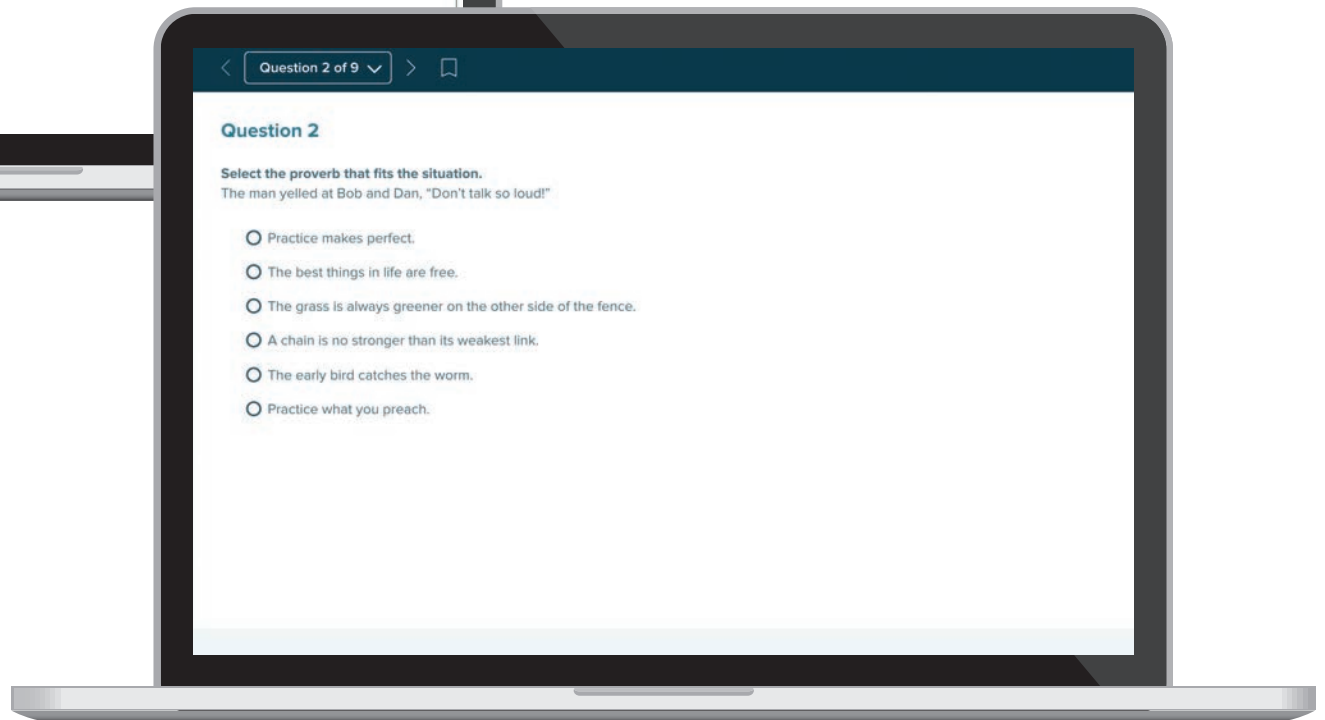 Question 2 of 9
Question 2
Select the proverb that fits the situation.
The man yelled at Bob and Dan, “Don’t talk so loud!”
Practice makes perfect.
The best things in life are free.
The grass is always greener on the other side of the fence.
A chain is no stronger than its weakest link.
The early bird catches the worm.
Practice what you preach.